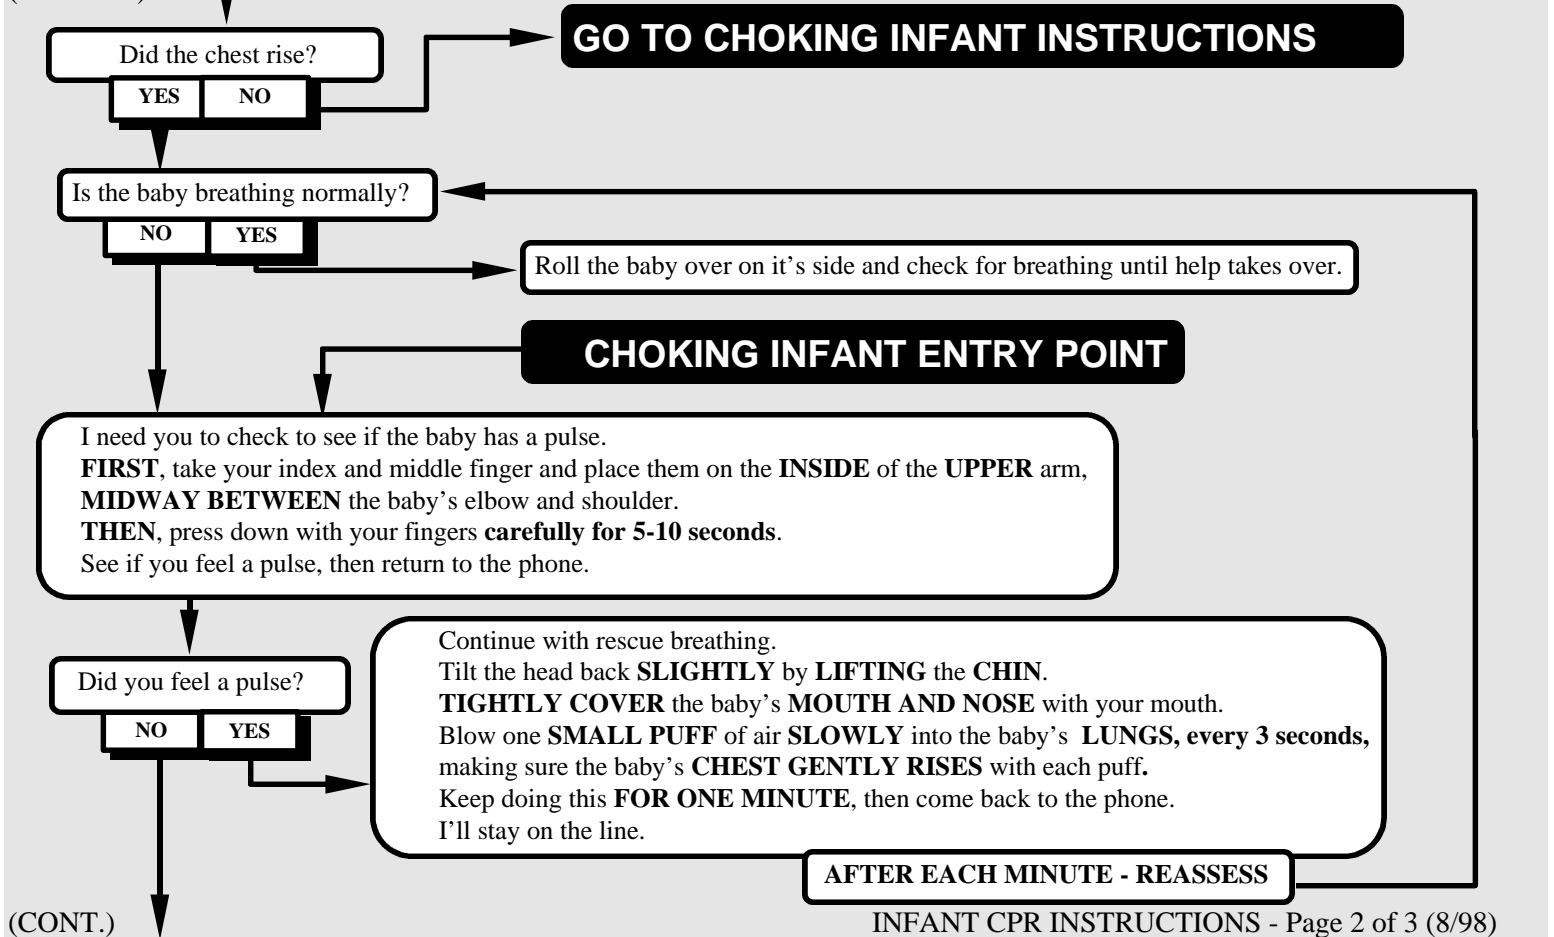 Did the chest rise?
GO TO CHOKING INFANT INSTRUCTIONS
YES NO
Is the baby breathing normally?
NO YES
Roll the baby over on it's side and check for breathing until help takes over.
CHOKING INFANT ENTRY POINT
I need you to check to see if the baby has a pulse.
FIRST, take your index and middle finger and place them on the INSIDE of the UPPER arm,
MIDWAY BETWEEN the baby's elbow and shoulder.
THEN, press down with your fingers carefully for 5-10 seconds.
See if you feel a pulse, then return to the phone.
Did you feel a pulse?
NO YES
Continue with rescue breathing.
Tilt the head back SLIGHTLY by LIFTING the CHIN.
TIGHTLY COVER the baby's MOUTH AND NOSE with your mouth.
Blow one SMALL PUFF of air SLOWLY into the baby's LUNGS, every 3 seconds,
making sure the baby's CHEST GENTLY RISES with each puff.
Keep doing this FOR ONE MINUTE, then come back to the phone.
I'll stay on the line.
AFTER EACH MINUTE - REASSESS
(CONT.)
INFANT CPR INSTRUCTIONS - Page 2 of 3 (8/98)